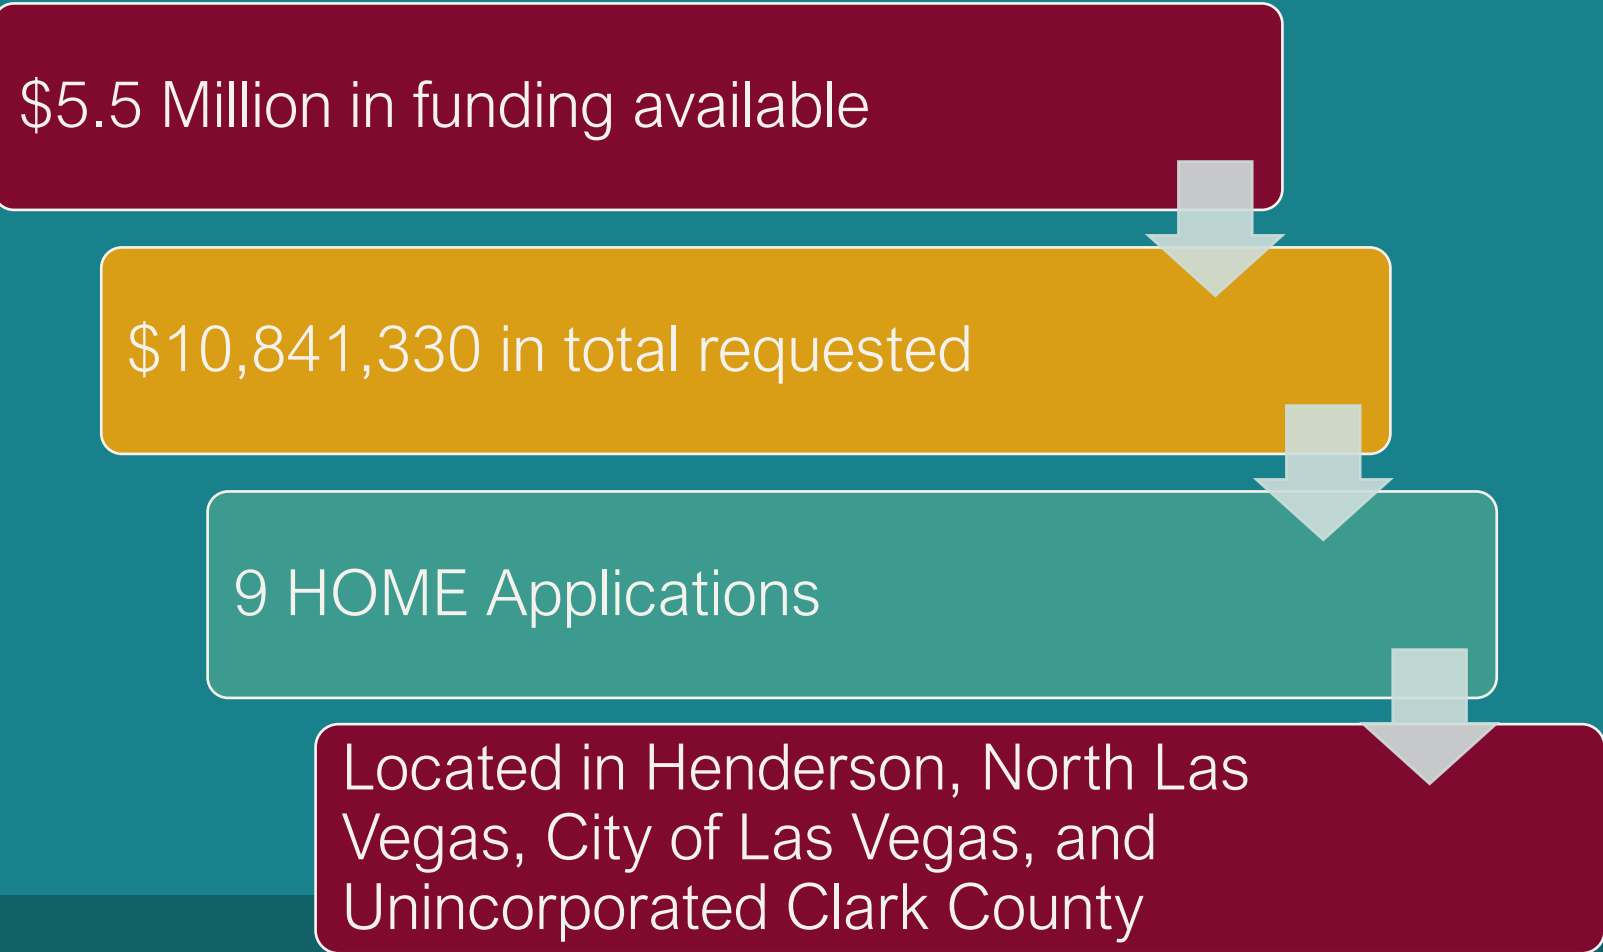 $5.5 Million in funding available
$10,841,330 in total requested
9 HOME Applications
Located in Henderson, North Las
Vegas, City of Las Vegas, and
Unincorporated Clark County